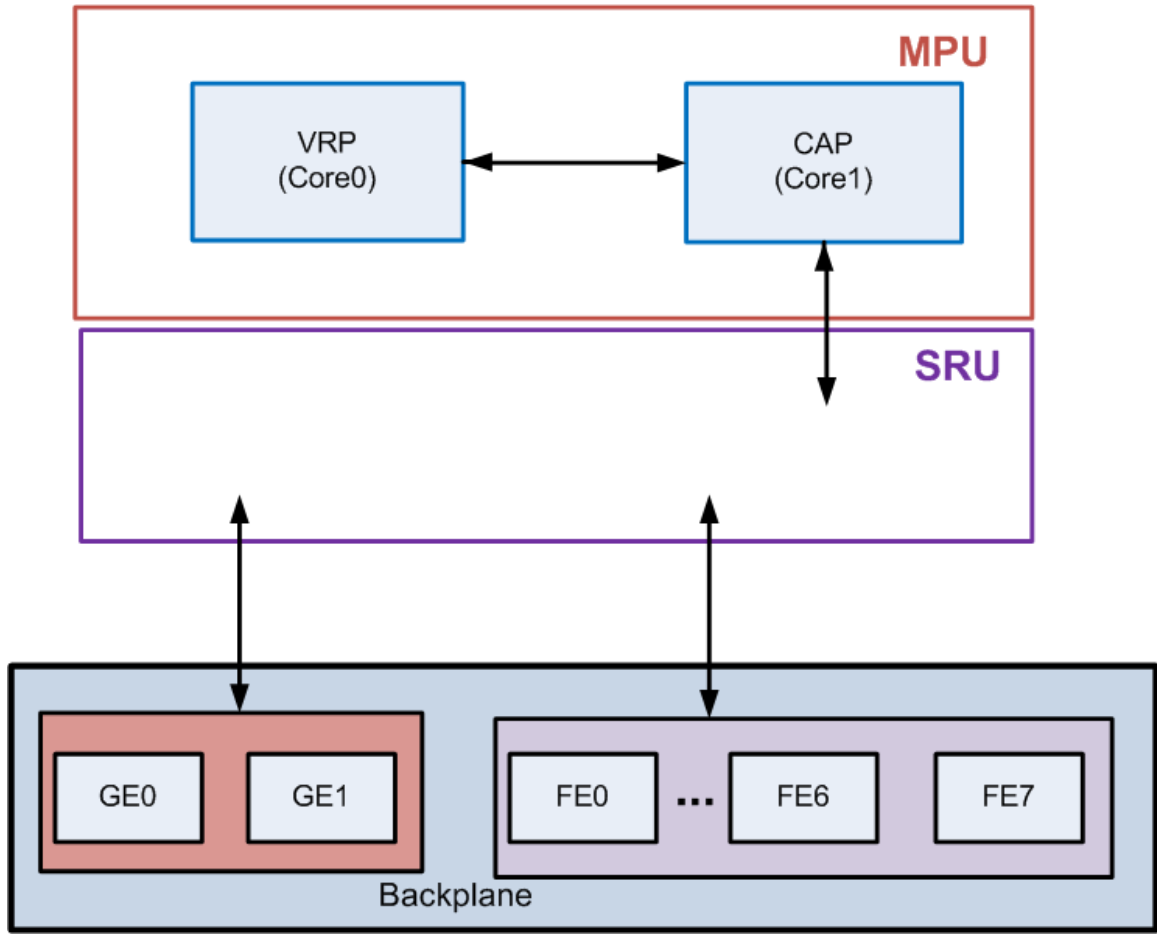 MPU
VRP
(Core0)
CAP
(Core1)
SRU
GE0
GE1
FE0
...
FE6
FE7
Backplane